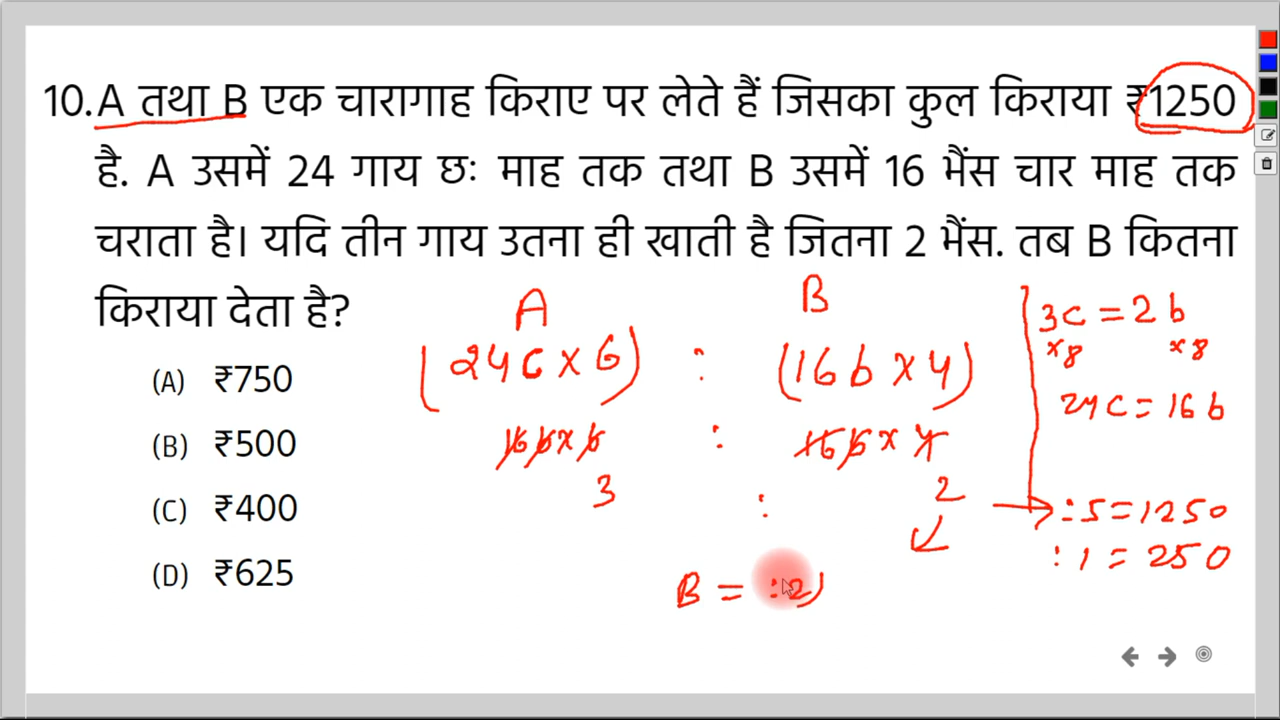 10. A तथा B एक चारागाह किराए पर लेते हैं जिसका कुल किराया ₹1250
है. A उसमें 24 गाय छः माह तक तथा B उसमें 16 भैंस चार माह तक
चराता है। यदि तीन गाय उतना ही खाती है जितना 2 भैंस. तब B कितना
किराया देता है?
A B
(24c×6) : (16b×4)
3c = 2b
×8 ×8
24c = 16b
16b×6 : 16b×4
3 : 2
:5=1250
:1=250
B = :2)
(A) ₹750
(B) ₹500
(C) ₹400
(D) ₹625